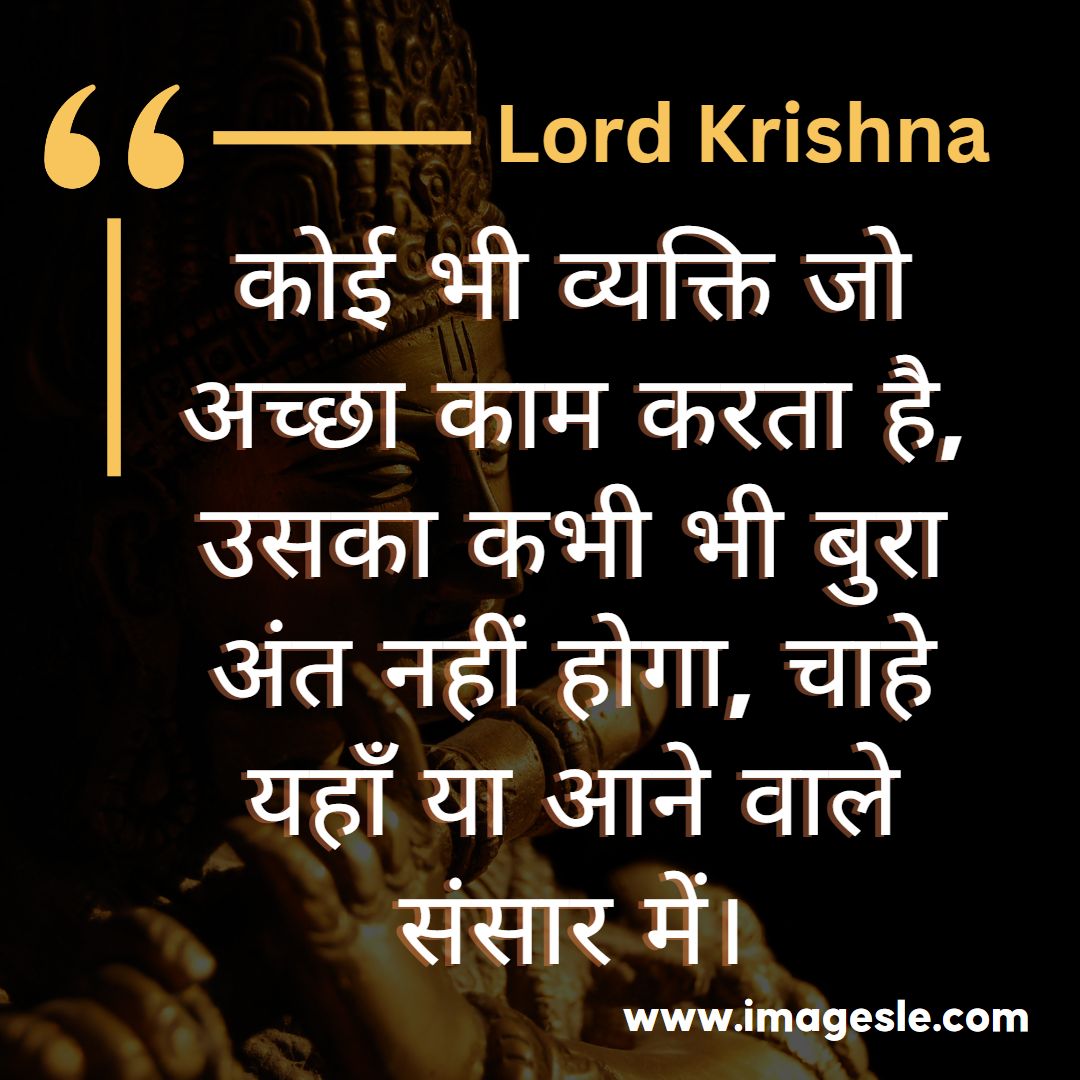 “ Lord Krishna
कोई भी व्यक्ति जो
अच्छा काम करता है,
उसका कभी भी बुरा
अंत नहीं होगा, चाहे
यहाँ या आने वाले
संसार में।
www.imagesle.com